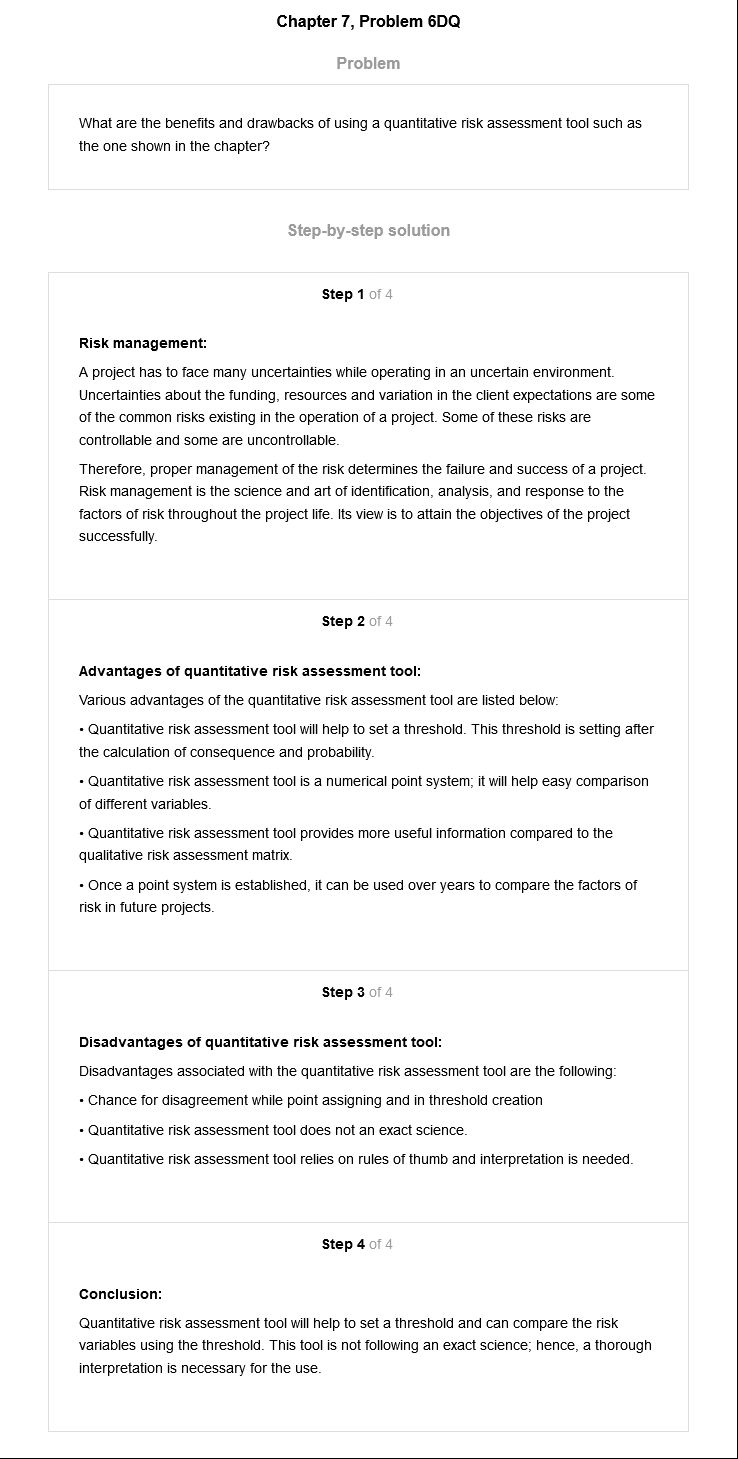 Chapter 7, Problem 6DQ
Problem
What are the benefits and drawbacks of using a quantitative risk assessment tool such as
the one shown in the chapter?
Step-by-step solution
Step 1 of 4
Risk management:
A project has to face many uncertainties while operating in an uncertain environment.
Uncertainties about the funding, resources and variation in the client expectations are some
of the common risks existing in the operation of a project. Some of these risks are
controllable and some are uncontrollable.
Therefore, proper management of the risk determines the failure and success of a project.
Risk management is the science and art of identification, analysis, and response to the
factors of risk throughout the project life. Its view is to attain the objectives of the project
successfully.
Step 2 of 4
Advantages of quantitative risk assessment tool:
Various advantages of the quantitative risk assessment tool are listed below:
• Quantitative risk assessment tool will help to set a threshold. This threshold is setting after
the calculation of consequence and probability.
• Quantitative risk assessment tool is a numerical point system; it will help easy comparison
of different variables.
• Quantitative risk assessment tool provides more useful information compared to the
qualitative risk assessment matrix.
• Once a point system is established, it can be used over years to compare the factors of
risk in future projects.
Step 3 of 4
Disadvantages of quantitative risk assessment tool:
Disadvantages associated with the quantitative risk assessment tool are the following:
• Chance for disagreement while point assigning and in threshold creation
• Quantitative risk assessment tool does not an exact science.
• Quantitative risk assessment tool relies on rules of thumb and interpretation is needed.
Step 4 of 4
Conclusion:
Quantitative risk assessment tool will help to set a threshold and can compare the risk
variables using the threshold. This tool is not following an exact science; hence, a thorough
interpretation is necessary for the use.